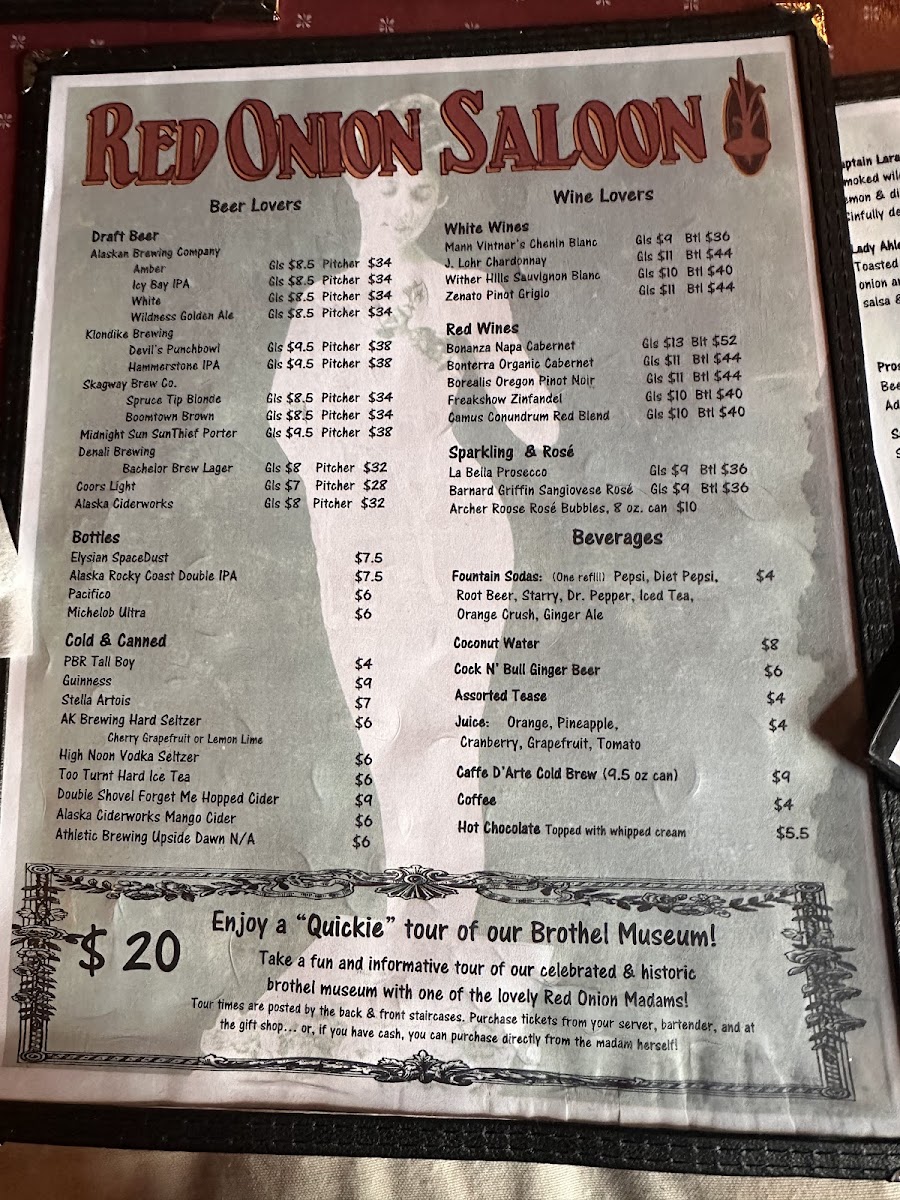 RED ONION SALOON
Beer Lovers
Draft Beer
Alaskan Brewing Company
Amber Gls $8.5 Pitcher $34
Icy Bay IPA Gls $8.5 Pitcher $34
White Gls $8.5 Pitcher $34
Wildness Golden Ale Gls $8.5 Pitcher $34
Klondike Brewing
Devil's Punchbowl Gls $9.5 Pitcher $38
Hammerstone IPA Gls $9.5 Pitcher $38
Skagway Brew Co.
Spruce Tip Blonde Gls $8.5 Pitcher $34
Boomtown Brown Gls $8.5 Pitcher $34
Midnight Sun SunThief Porter Gls $9.5 Pitcher $38
Denali Brewing
Bachelor Brew Lager Gls $8 Pitcher $32
Coors Light Gls $7 Pitcher $28
Alaska Ciderworks Gls $8 Pitcher $32
Bottles
Elysian SpaceDust $7.5
Alaska Rocky Coast Double IPA $7.5
Pacifico $6
Michelob Ultra $6
Cold & Canned
PBR Tall Boy $4
Guinness $9
Stella Artois $7
AK Brewing Hard Seltzer $6
Cherry Grapefruit or Lemon Lime
High Noon Vodka Seltzer $6
Too Turnt Hard Ice Tea $6
Double Shovel Forget Me Hopped Cider $9
Alaska Ciderworks Mango Cider $6
Athletic Brewing Upside Dawn N/A $6
Wine Lovers
White Wines
Mann Vintner's Chenin Blanc Gls $9 Btl $36
J. Lohr Chardonnay Gls $11 Btl $44
Wither Hills Sauvignon Blanc Gls $10 Btl $40
Zenato Pinot Grigio Gls $11 Btl $44
Red Wines
Bonanza Napa Cabernet Gls $13 Blt $52
Bonterra Organic Cabernet Gls $11 Btl $44
Borealis Oregon Pinot Noir Gls $11 Btl $44
Freakshow Zinfandel Gls $10 Btl $40
Camus Conundrum Red Blend Gls $10 Btl $40
Sparkling & Rosé
La Bella Prosecco Gls $9 Btl $36
Barnard Griffin Sangiovese Rosé Gls $9 Btl $36
Archer Roose Rosé Bubbles, 8 oz. can $10
Beverages
Fountain Sodas: (One refill) Pepsi, Diet Pepsi, $4
Root Beer, Starry, Dr. Pepper, Iced Tea,
Orange Crush, Ginger Ale
Coconut Water $8
Cock N' Bull Ginger Beer $6
Assorted Tease $4
Juice: Orange, Pineapple, $4
Cranberry, Grapefruit, Tomato
Caffe D'Arte Cold Brew (9.5 oz can) $9
Coffee $4
Hot Chocolate Topped with whipped cream $5.5
$ 20
Enjoy a "Quickie" tour of our Brothel Museum!
Take a fun and informative tour of our celebrated & historic
brothel museum with one of the lovely Red Onion Madams!
Tour times are posted by the back & front staircases. Purchase tickets from your server, bartender, and at
the gift shop... or, if you have cash, you can purchase directly from the madam herself!
Lady
Toasted
onion
salsa &